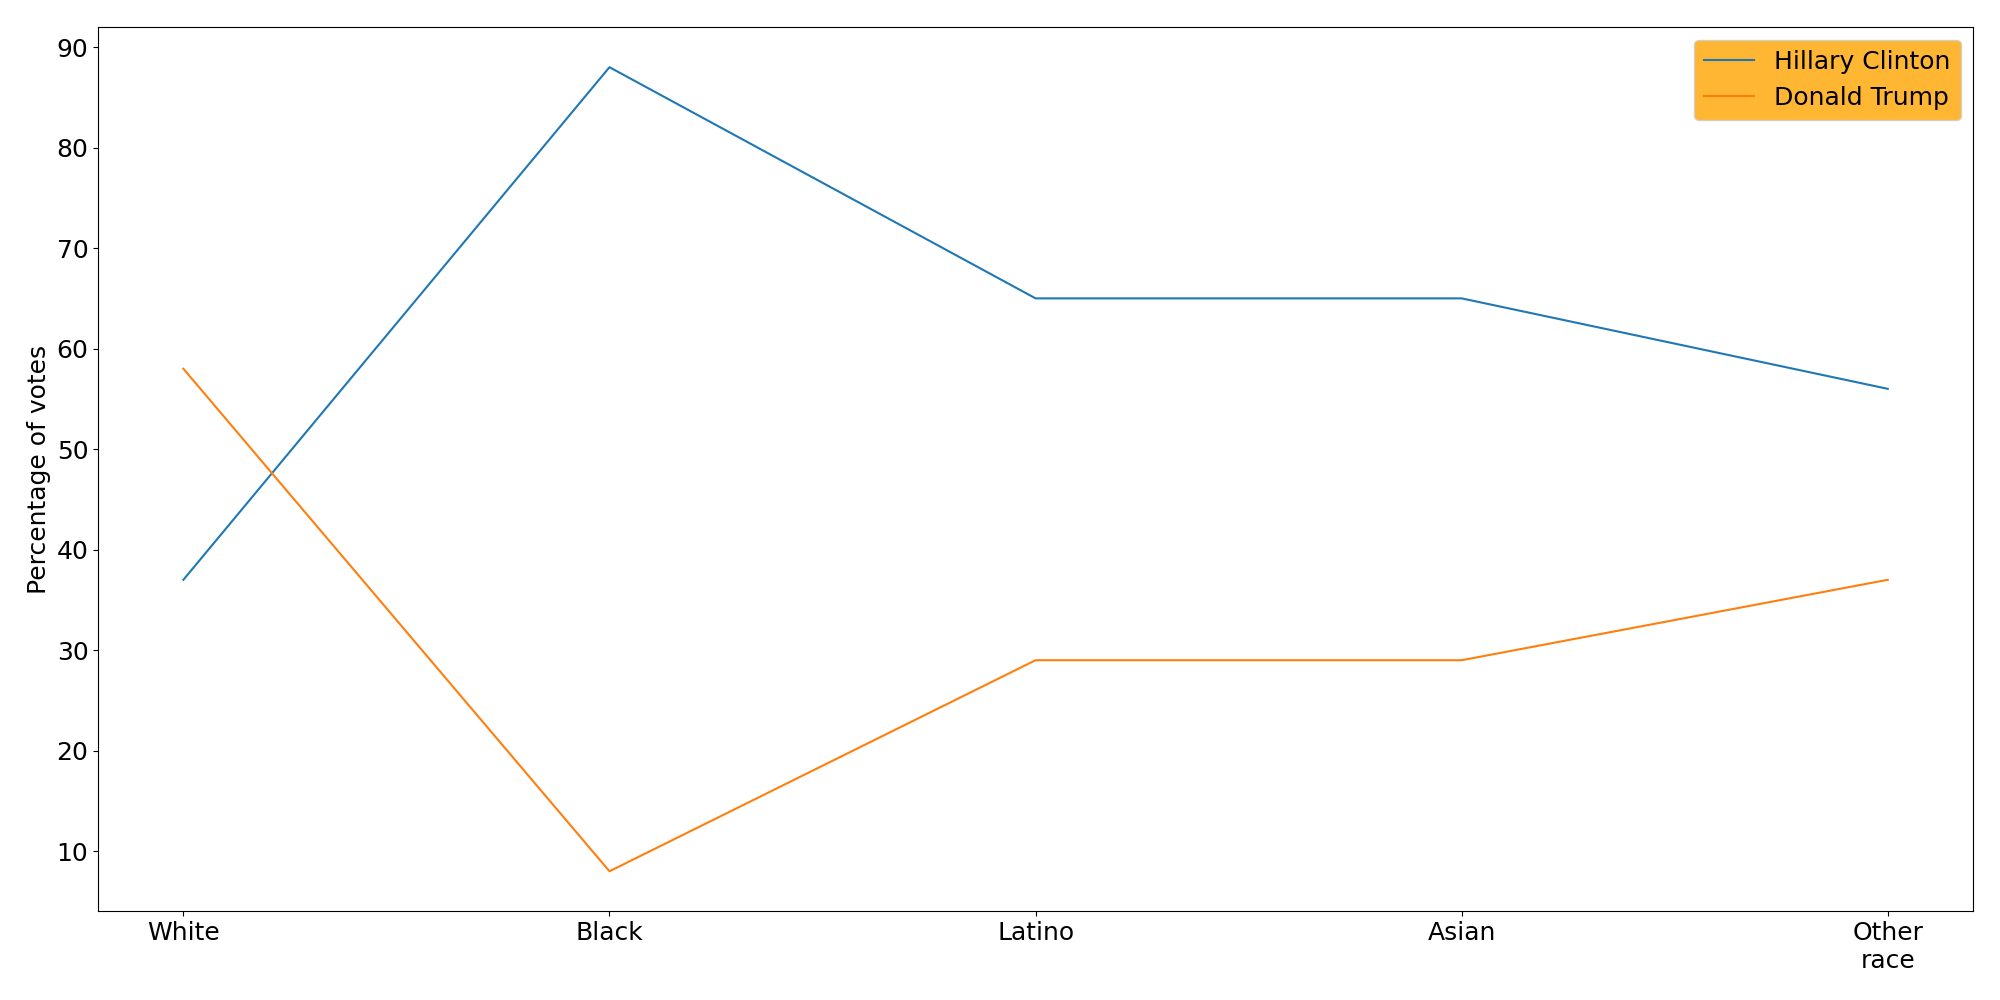 Percentage of votes
90
80
70
60
50
40
30
20
10
Hillary Clinton
Donald Trump
White
Black
Latino
Asian
Other
race